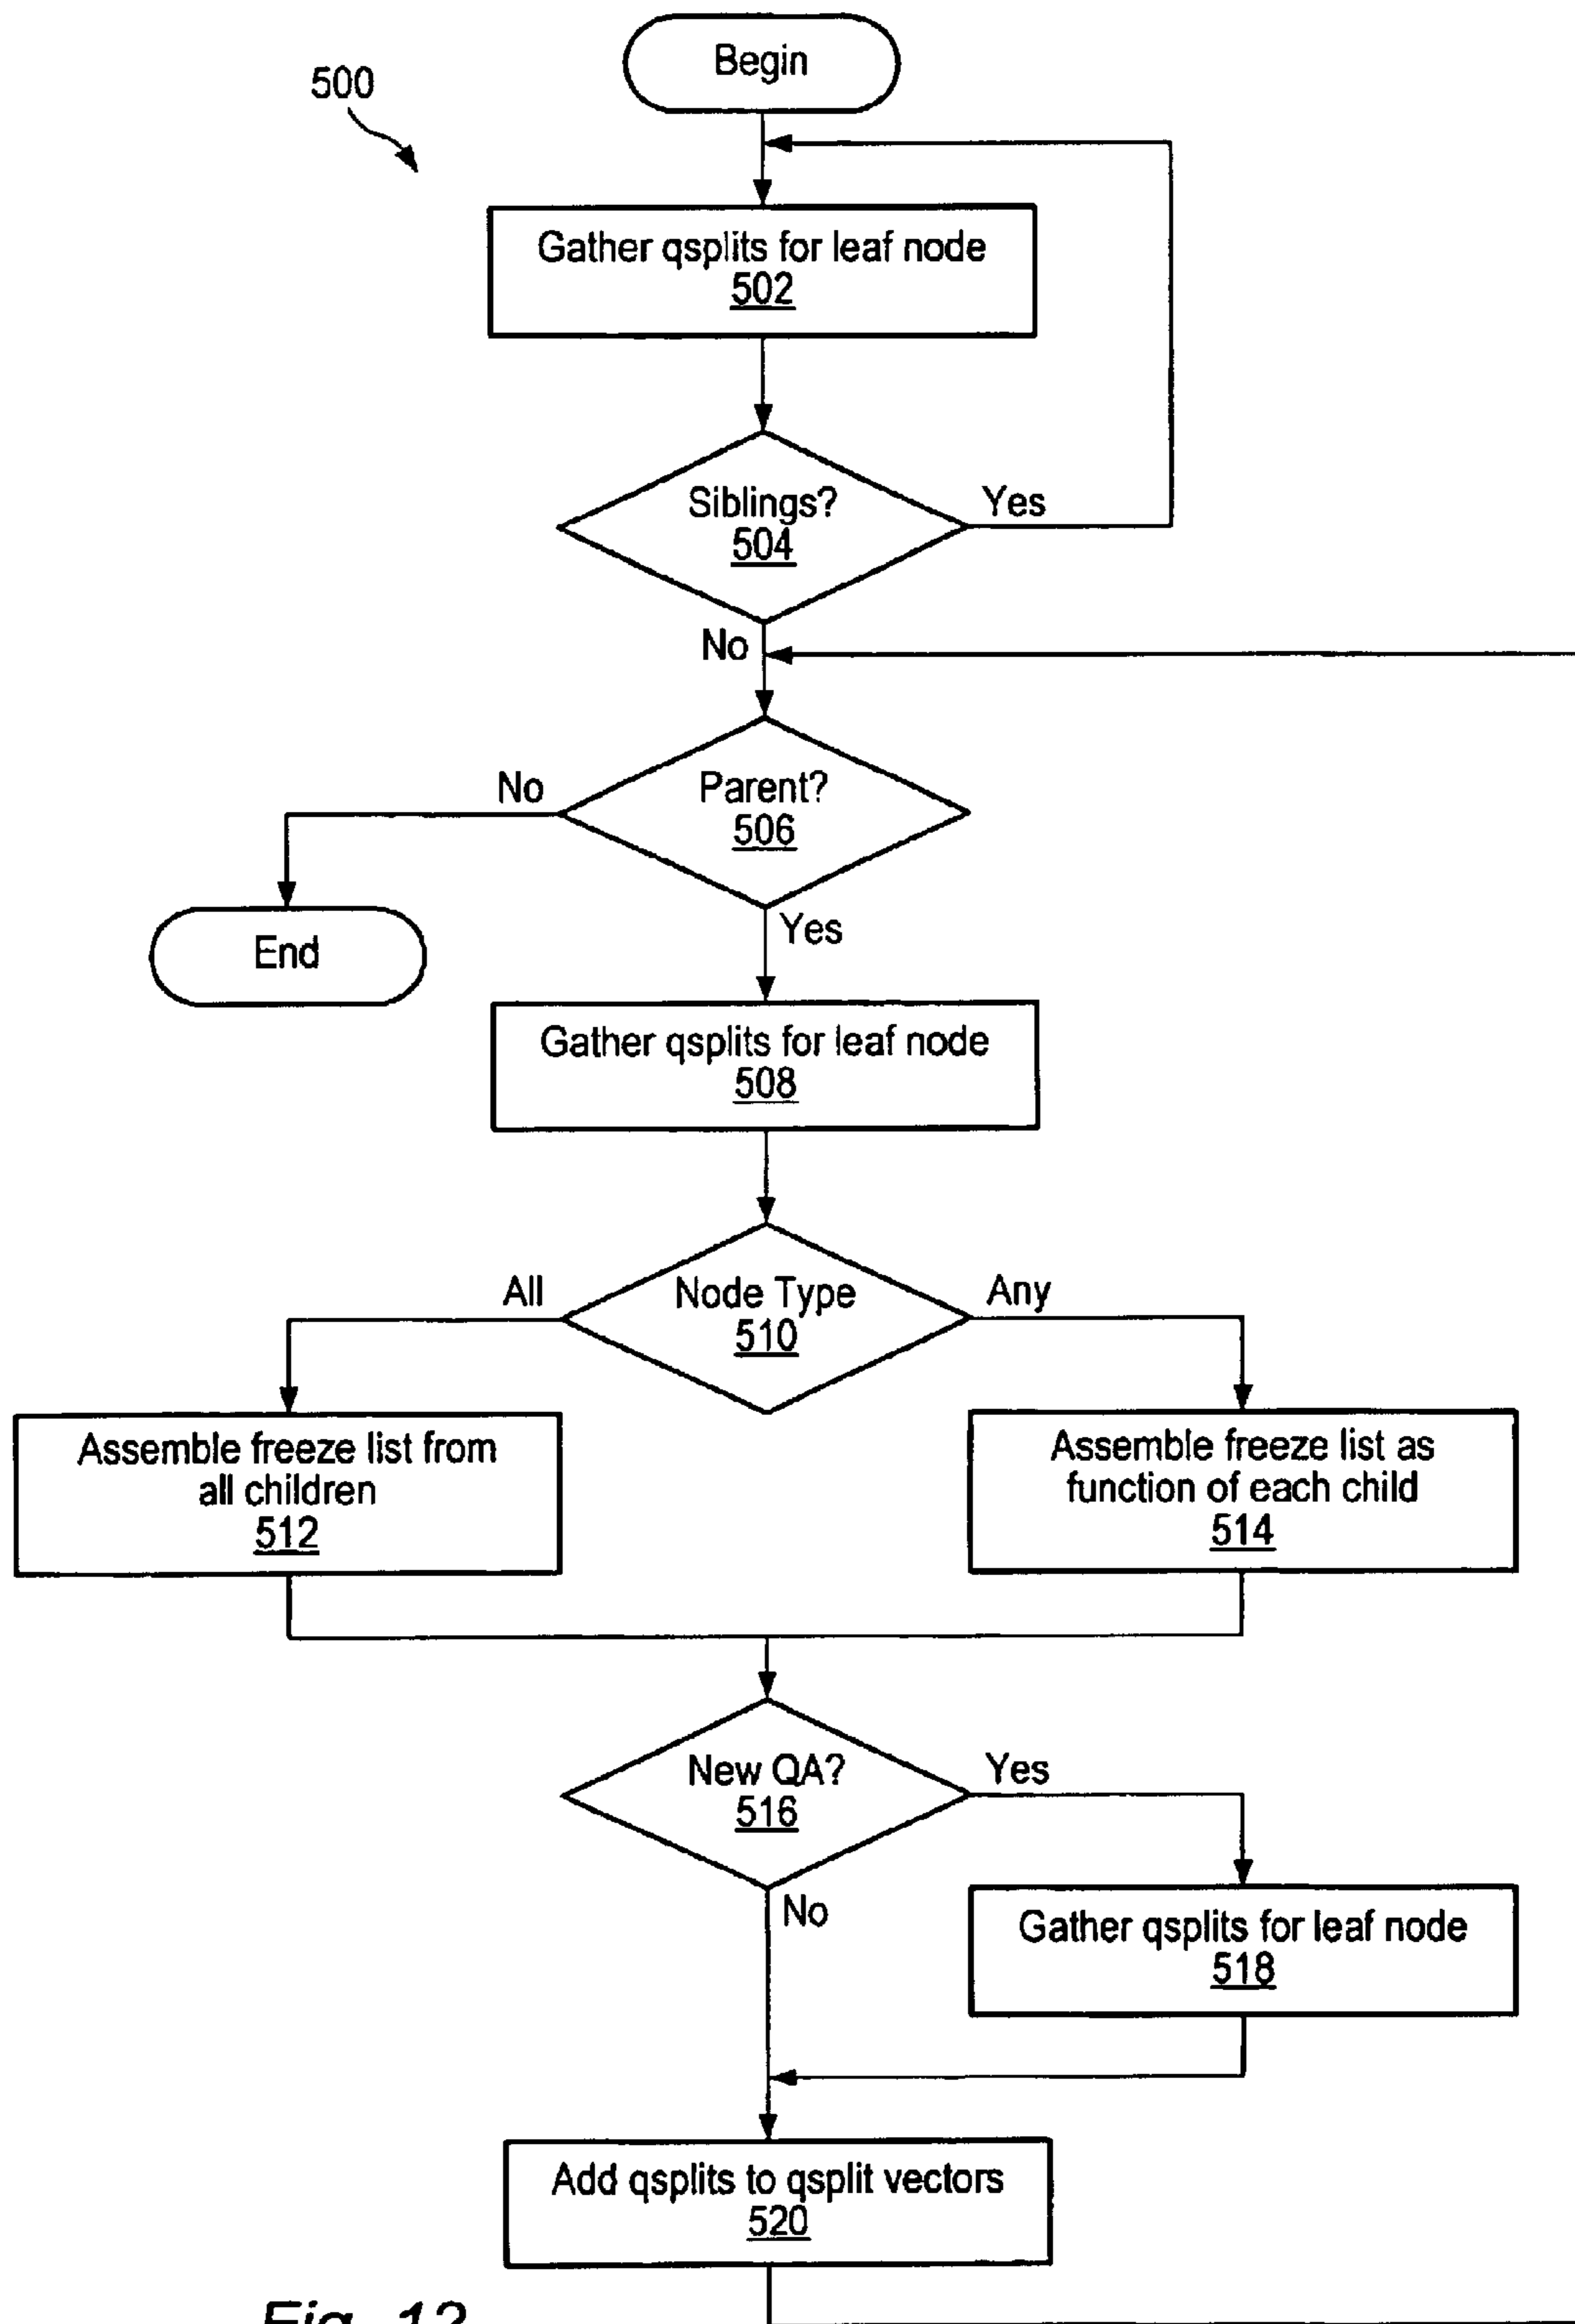 Begin
500
Gather qsplits for leaf node
502
Siblings?
504
Yes
No
Parent?
506
No
End
Yes
Gather qsplits for leaf node
508
Node Type
510
All
Any
Assemble freeze list from
all children
512
Assemble freeze list as
function of each child
514
New QA?
516
Yes
No
Gather qsplits for leaf node
518
Add qsplits to qsplit vectors
520